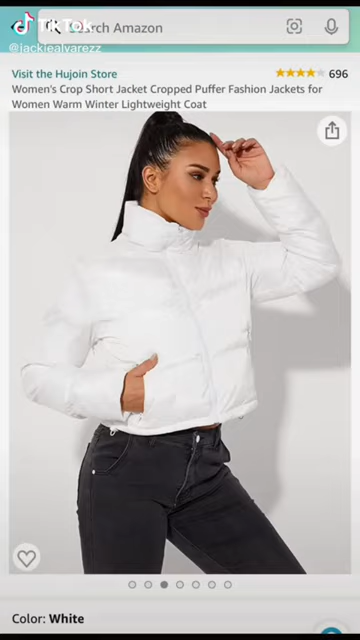 TikTok
@jackiealvarezz
Search Amazon
Visit the Hujoin Store
696
Women's Crop Short Jacket Cropped Puffer Fashion Jackets for
Women Warm Winter Lightweight Coat
Color: White